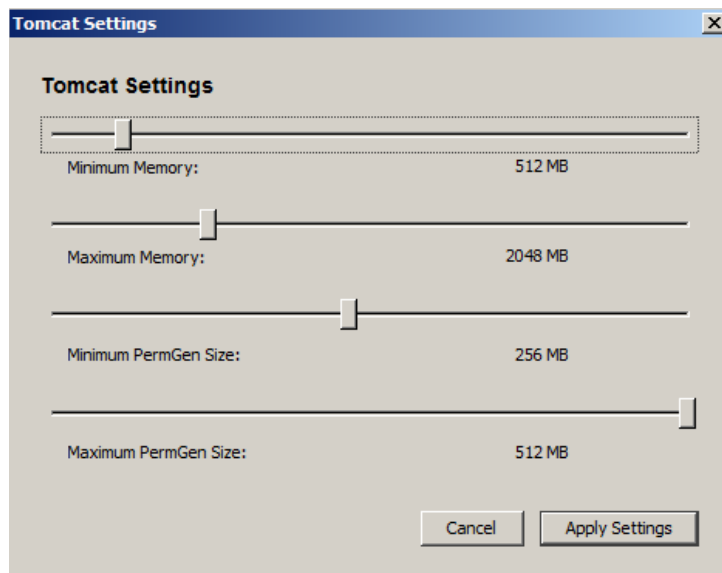 Tomcat Settings
Tomcat Settings
Minimum Memory: 512 MB
Maximum Memory: 2048 MB
Minimum PermGen Size: 256 MB
Maximum PermGen Size: 512 MB
Cancel Apply Settings